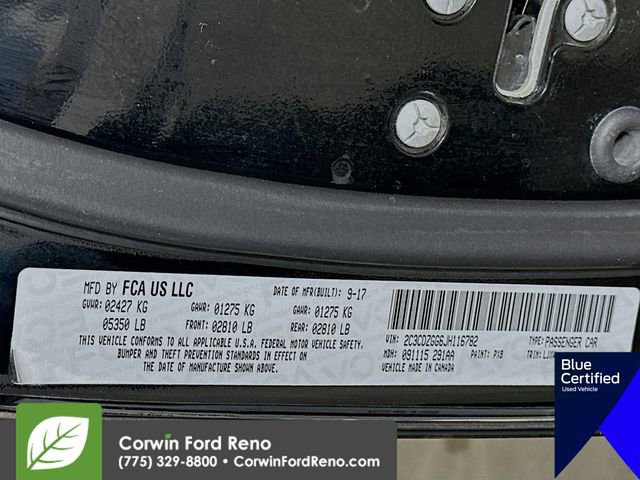 MFD BY FCA US LLC
DATE OF MFR(BUILT): 9-17
GVWR: 02427 KG GAWR: 01275 KG GAWR: 01275 KG
05350 LB FRONT: 02810 LB REAR: 02810 LB
THIS VEHICLE CONFORMS TO ALL APPLICABLE U.S.A. FEDERAL MOTOR VEHICLE SAFETY,
BUMPER AND THEFT PREVENTION STANDARDS IN EFFECT ON
THE DATE OF MANUFACTURE SHOWN ABOVE.
VIN: 2C3CDZGG6JH116782 TYPE: PASSENGER CAR
MDH: 091115 291AA PAINT: TRIM:
VEHICLE MADE IN CANADA
Blue
Certified
Used Vehicle
Corwin Ford Reno
(775) 329-8800 • CorwinFordReno.com